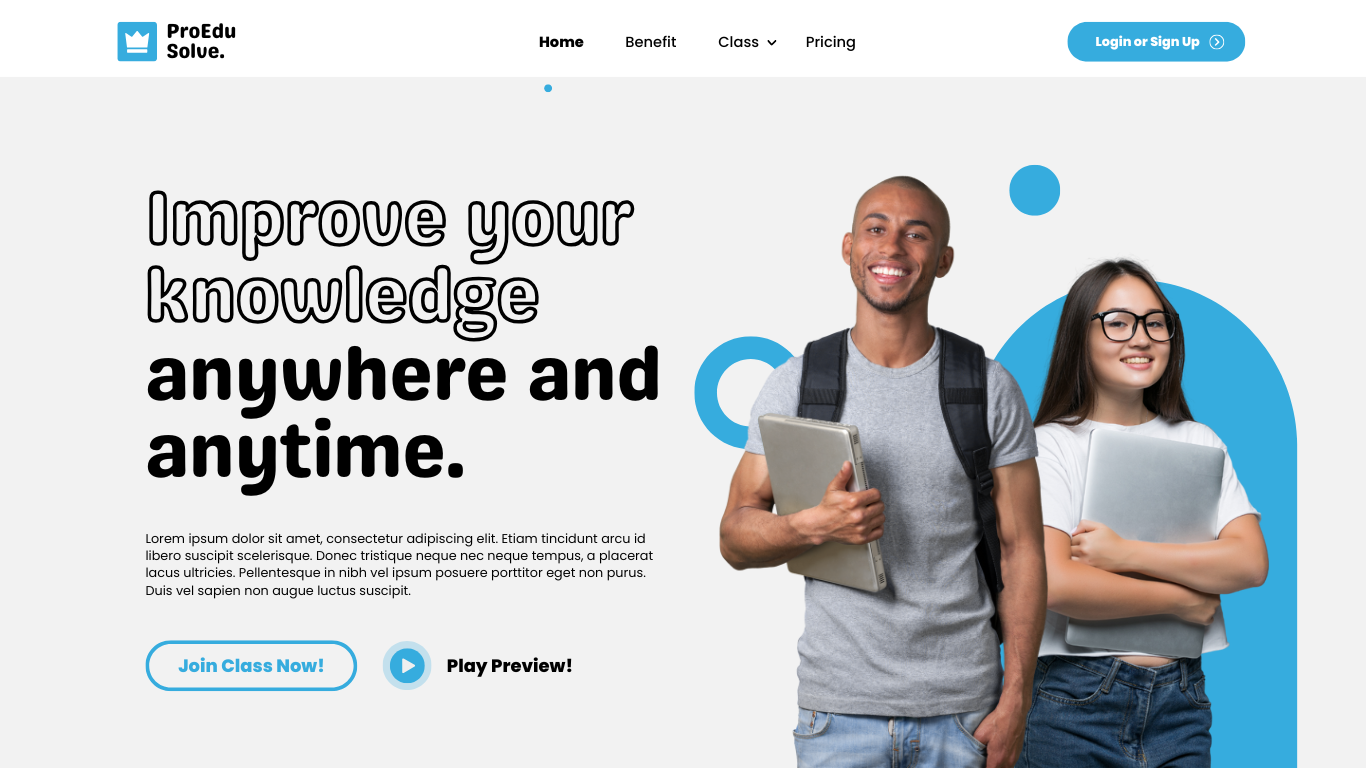 ProEdu
Solve.
Home Benefit Class Pricing
Login or Sign Up
Improve your
knowledge
anywhere and
anytime.
Lorem ipsum dolor sit amet, consectetur adipiscing elit. Etiam tincidunt arcu id
libero suscipit scelerisque. Donec tristique neque nec neque tempus, a placerat
lacus ultricies. Pellentesque in nibh vel ipsum posuere porttitor eget non purus.
Duis vel sapien non augue luctus suscipit.
Join Class Now!
Play Preview!